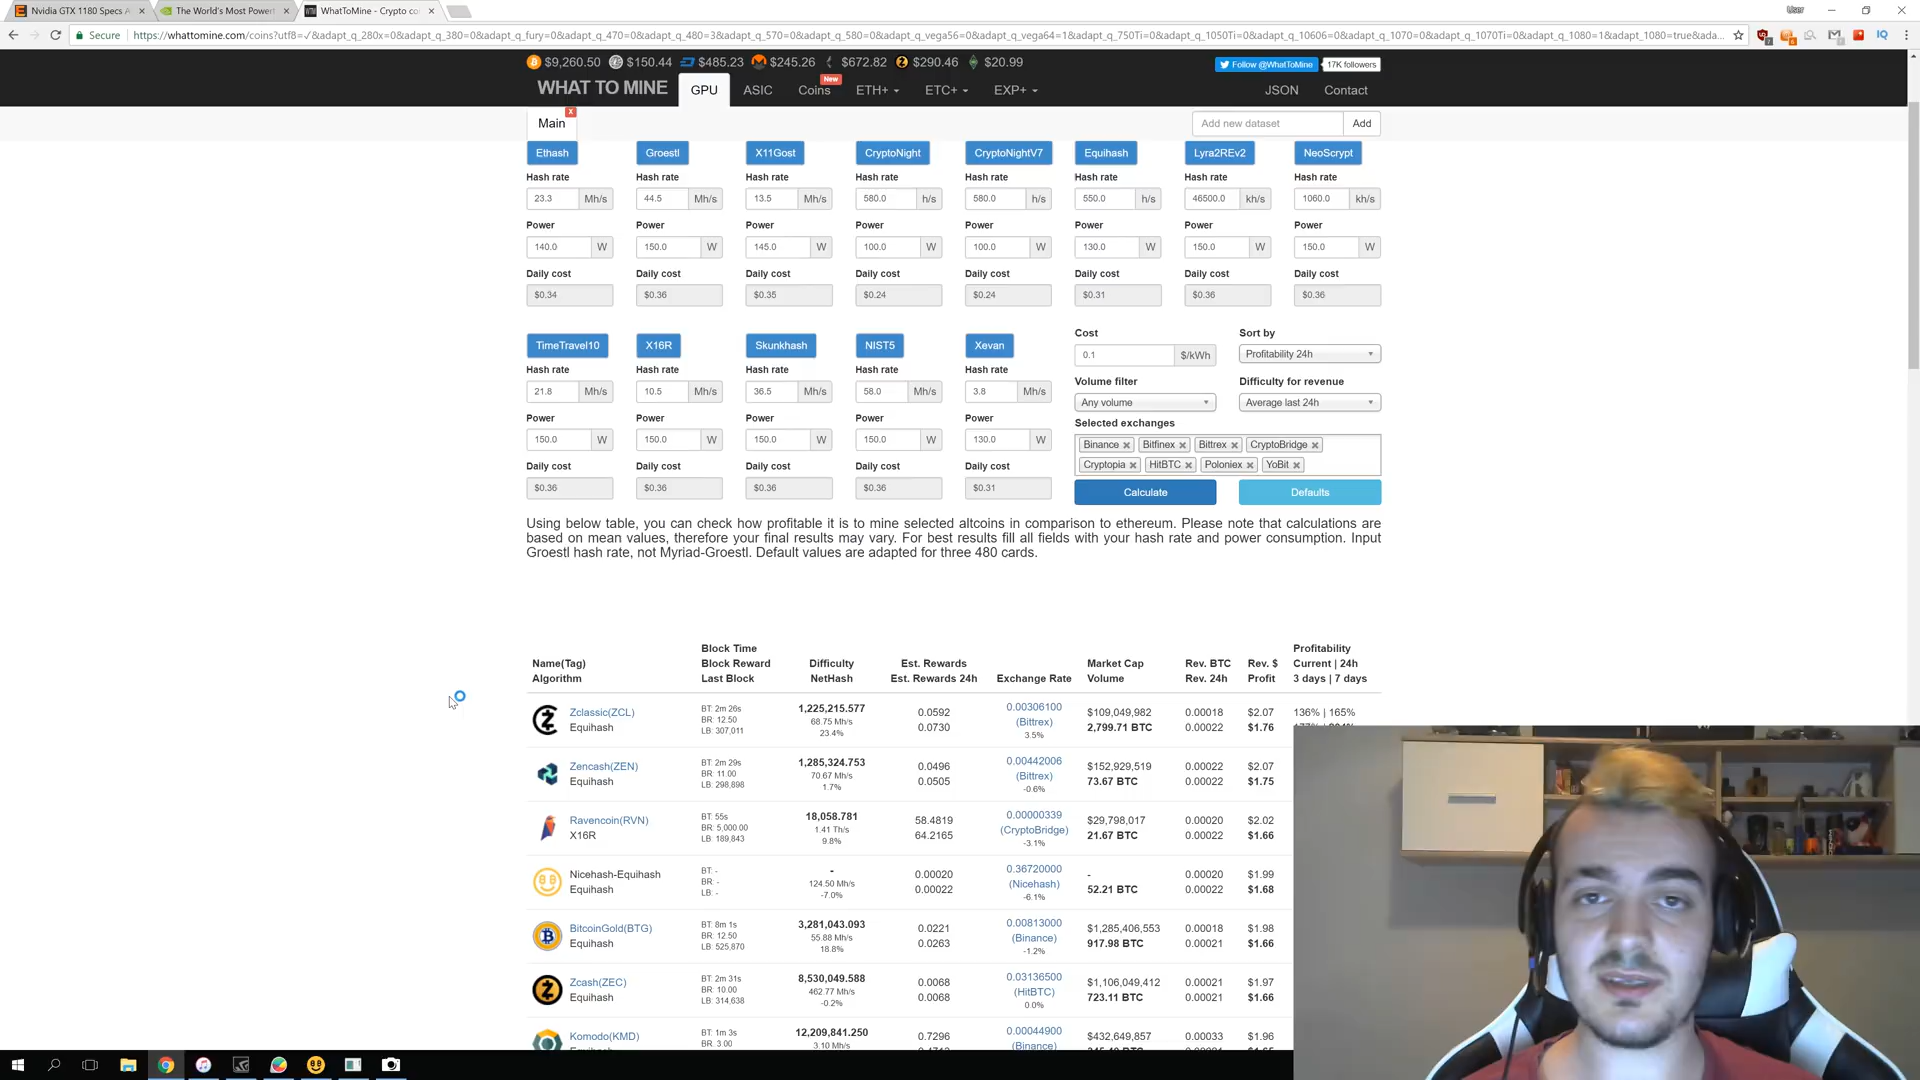 Nvidia GTX 1180 Specs A
The World's Most Powerf
WhatToMine - Crypto co
User
Secure
https://whattomine.com/coins?utf8=✓&adapt_q_280x=0&adapt_q_380=0&adapt_q_fury=0&adapt_q_470=0&adapt_q_480=3&adapt_q_570=0&adapt_q_580=0&adapt_q_vega56=0&adapt_q_vega64=1&adapt_q_750Ti=0&adapt_q_1050Ti=0&adapt_q_10606=0&adapt_q_1070=0&adapt_q_1070Ti=0&adapt_q_1080=1&adapt_1080=true&ada...
$9,260.50 $150.44 $485.23 $245.26 $672.82 $290.46 $20.99
Follow @WhatToMine 17K followers
WHAT TO MINE GPU ASIC Coins New ETH+ ETC+ EXP+ JSON Contact
Main x
Add new dataset Add
Ethash Groestl X11Gost CryptoNight CryptoNightV7 Equihash Lyra2REv2 NeoScrypt
Hash rate Hash rate Hash rate Hash rate Hash rate Hash rate Hash rate Hash rate
23.3 Mh/s 44.5 Mh/s 13.5 Mh/s 580.0 h/s 580.0 h/s 550.0 h/s 46500.0 kh/s 1060.0 kh/s
Power Power Power Power Power Power Power Power
140.0 W 150.0 W 145.0 W 100.0 W 100.0 W 130.0 W 150.0 W 150.0 W
Daily cost Daily cost Daily cost Daily cost Daily cost Daily cost Daily cost Daily cost
$0.34 $0.36 $0.35 $0.24 $0.24 $0.31 $0.36 $0.36
TimeTravel10 X16R Skunkhash NIST5 Xevan
Hash rate Hash rate Hash rate Hash rate Hash rate
21.8 Mh/s 10.5 Mh/s 36.5 Mh/s 58.0 Mh/s 3.8 Mh/s
Power Power Power Power Power
150.0 W 150.0 W 150.0 W 150.0 W 130.0 W
Daily cost Daily cost Daily cost Daily cost Daily cost
$0.36 $0.36 $0.36 $0.36 $0.31
Cost Sort by
0.1 $/kWh Profitability 24h
Volume filter Difficulty for revenue
Any volume Average last 24h
Selected exchanges
Binance Bitfinex Bittrex CryptoBridge
Cryptopia HitBTC Poloniex YoBit
Calculate Defaults
Using below table, you can check how profitable it is to mine selected altcoins in comparison to ethereum. Please note that calculations are
based on mean values, therefore your final results may vary. For best results fill all fields with your hash rate and power consumption. Input
Groestl hash rate, not Myriad-Groestl. Default values are adapted for three 480 cards.
Block Time Profitability
Name(Tag) Block Reward Difficulty Est. Rewards Market Cap Rev. BTC Rev. $ Current | 24h
Algorithm Last Block NetHash Est. Rewards 24h Exchange Rate Volume Rev. 24h Profit 3 days | 7 days
Zclassic(ZCL) BT: 2m 26s 1,225,215.577 0.0592 0.00306100 $109,049,982 0.00018 $2.07 136% | 165%
Equihash BR: 12.50 68.75 Mh/s 0.0730 (Bittrex) 2,799.71 BTC 0.00022 $1.76
LB: 307,011 23.4% 3.5%
Zencash(ZEN) BT: 2m 29s 1,285,324.753 0.0496 0.00442006 $152,929,519 0.00022 $2.07
Equihash BR: 11.00 70.67 Mh/s 0.0505 (Bittrex) 73.67 BTC 0.00022 $1.75
LB: 298,898 1.7% -0.6%
Ravencoin(RVN) BT: 55s 18,058.781 58.4819 0.00000339 $29,798,017 0.00020 $2.02
X16R BR: 5,000.00 1.41 Th/s 64.2165 (CryptoBridge) 21.67 BTC 0.00022 $1.66
LB: 189,843 9.8% -3.1%
Nicehash-Equihash BT: - - 0.00020 0.36720000 - 0.00020 $1.99
Equihash BR: - 124.50 Mh/s 0.00022 (Nicehash) 52.21 BTC 0.00022 $1.68
LB: - -7.0% -6.1%
BitcoinGold(BTG) BT: 8m 1s 3,281,043.093 0.0221 0.00813000 $1,285,406,553 0.00018 $1.98
Equihash BR: 12.50 55.88 Mh/s 0.0263 (Binance) 917.98 BTC 0.00021 $1.66
LB: 525,870 18.8% -1.2%
Zcash(ZEC) BT: 2m 31s 8,530,049.588 0.0068 0.03136500 $1,106,049,412 0.00021 $1.97
Equihash BR: 10.00 462.77 Mh/s 0.0068 (HitBTC) 723.11 BTC 0.00021 $1.66
LB: 314,638 -0.2% 0.0%
Komodo(KMD) BT: 1m 3s 12,209,841.250 0.7296 0.00044900 $432,649,857 0.00033 $1.96
BR: 3.00 3.10 Mh/s (Binance)